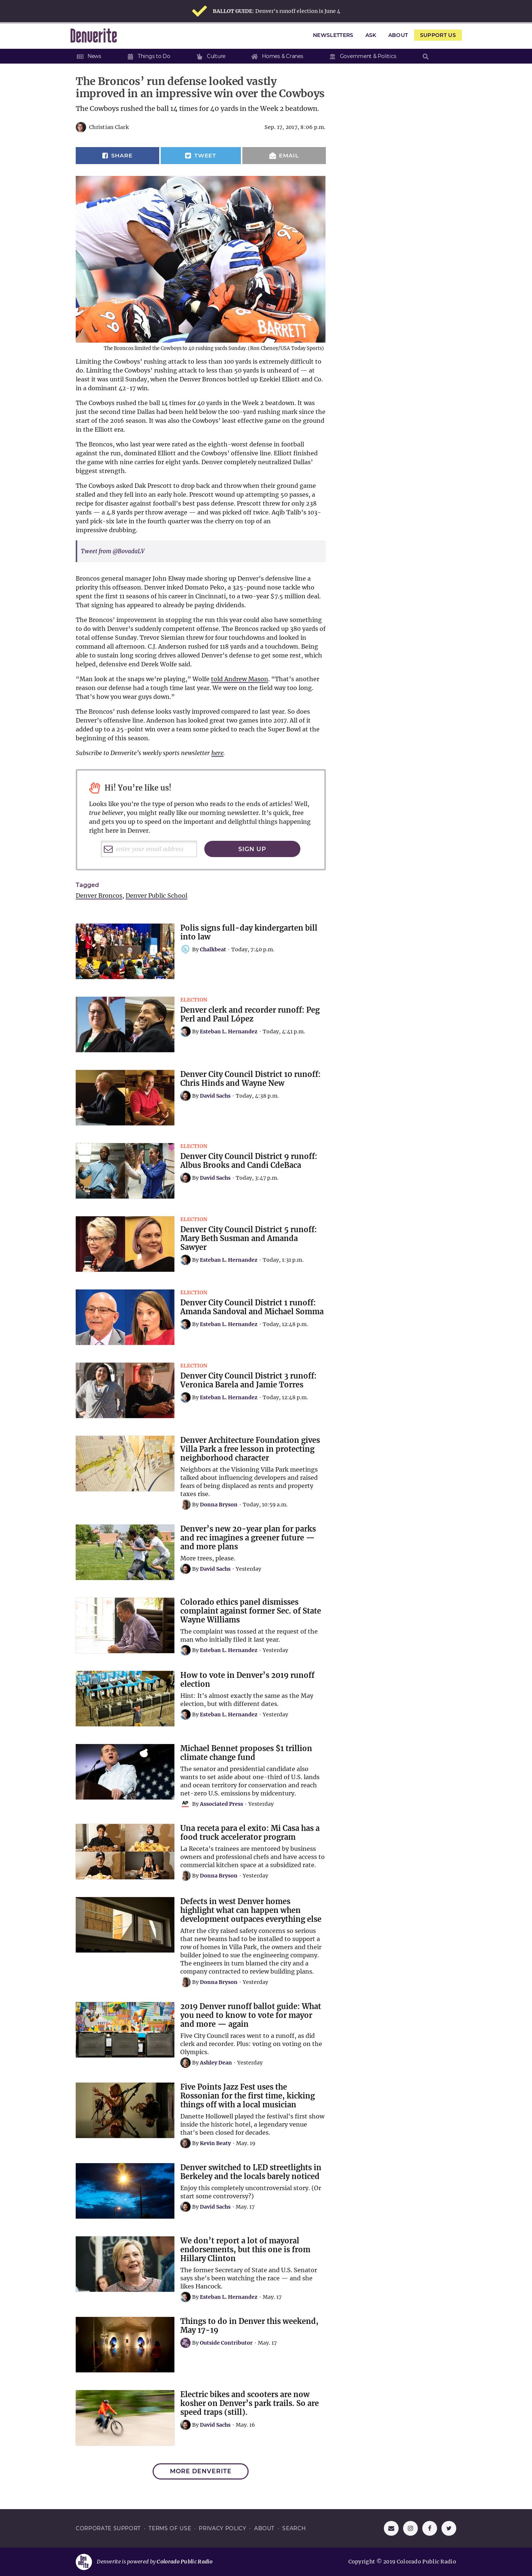 BALLOT GUIDE: Denver's runoff election is June 4
Denverite
NEWSLETTERS ASK ABOUT SUPPORT US
News Things to Do Culture Homes & Cranes Government & Politics
The Broncos' run defense looked vastly
improved in an impressive win over the Cowboys
The Cowboys rushed the ball 14 times for 40 yards in the Week 2 beatdown.
Christian Clark Sep. 17, 2017, 8:06 p.m.
SHARE TWEET EMAIL
BARRETT
The Broncos limited the Cowboys to 40 rushing yards Sunday. (Ron Chenoy/USA Today Sports)
Limiting the Cowboys' rushing attack to less than 100 yards is extremely difficult to
do. Limiting the Cowboys' rushing attack to less than 50 yards is unheard of — at
least it was until Sunday, when the Denver Broncos bottled up Ezekiel Elliott and Co.
in a dominant 42-17 win.
The Cowboys rushed the ball 14 times for 40 yards in the Week 2 beatdown. It was
just the second time Dallas had been held below the 100-yard rushing mark since the
start of the 2016 season. It was also the Cowboys' least effective game on the ground
in the Elliott era.
The Broncos, who last year were rated as the eighth-worst defense in football
against the run, dominated Elliott and the Cowboys' offensive line. Elliott finished
the game with nine carries for eight yards. Denver completely neutralized Dallas'
biggest strength.
The Cowboys asked Dak Prescott to drop back and throw when their ground game
stalled and they fell into an early hole. Prescott wound up attempting 50 passes, a
recipe for disaster against football's best pass defense. Prescott threw for only 238
yards — a 4.8 yards per throw average — and was picked off twice. Aqib Talib's 103-
yard pick-six late in the fourth quarter was the cherry on top of an
impressive drubbing.
Tweet from @BovadaLV
Broncos general manager John Elway made shoring up Denver's defensive line a
priority this offseason. Denver inked Domato Peko, a 325-pound nose tackle who
spent the first 11 seasons of his career in Cincinnati, to a two-year $7.5 million deal.
That signing has appeared to already be paying dividends.
The Broncos' improvement in stopping the run this year could also have something
to do with Denver's suddenly competent offense. The Broncos racked up 380 yards of
total offense Sunday. Trevor Siemian threw for four touchdowns and looked in
command all afternoon. C.J. Anderson rushed for 118 yards and a touchdown. Being
able to sustain long scoring drives allowed Denver's defense to get some rest, which
helped, defensive end Derek Wolfe said.
"Man look at the snaps we're playing," Wolfe told Andrew Mason. "That's another
reason our defense had a tough time last year. We were on the field way too long.
That's how you wear guys down."
The Broncos' rush defense looks vastly improved compared to last year. So does
Denver's offensive line. Anderson has looked great two games into 2017. All of it
added up to a 25-point win over a team some picked to reach the Super Bowl at the
beginning of this season.
Subscribe to Denverite's weekly sports newsletter here.
Hi! You're like us!
Looks like you're the type of person who reads to the ends of articles! Well,
true believer, you might really like our morning newsletter. It's quick, free
and gets you up to speed on the important and delightful things happening
right here in Denver.
enter your email address SIGN UP
Tagged
Denver Broncos, Denver Public School
Polis signs full-day kindergarten bill
into law
By Chalkbeat - Today, 7:40 p.m.
ELECTION
Denver clerk and recorder runoff: Peg
Perl and Paul López
By Esteban L. Hernandez - Today, 4:41 p.m.
Denver City Council District 10 runoff:
Chris Hinds and Wayne New
By David Sachs - Today, 4:38 p.m.
ELECTION
Denver City Council District 9 runoff:
Albus Brooks and Candi CdeBaca
By David Sachs - Today, 3:47 p.m.
ELECTION
Denver City Council District 5 runoff:
Mary Beth Susman and Amanda
Sawyer
By Esteban L. Hernandez - Today, 1:31 p.m.
ELECTION
Denver City Council District 1 runoff:
Amanda Sandoval and Michael Somma
By Esteban L. Hernandez - Today, 12:48 p.m.
ELECTION
Denver City Council District 3 runoff:
Veronica Barela and Jamie Torres
By Esteban L. Hernandez - Today, 12:48 p.m.
Denver Architecture Foundation gives
Villa Park a free lesson in protecting
neighborhood character
Neighbors at the Visioning Villa Park meetings
talked about influencing developers and raised
fears of being displaced as rents and property
taxes rise.
By Donna Bryson - Today, 10:59 a.m.
Denver's new 20-year plan for parks
and rec imagines a greener future —
and more plans
More trees, please.
By David Sachs - Yesterday
Colorado ethics panel dismisses
complaint against former Sec. of State
Wayne Williams
The complaint was tossed at the request of the
man who initially filed it last year.
By Esteban L. Hernandez - Yesterday
How to vote in Denver's 2019 runoff
election
Hint: It's almost exactly the same as the May
election, but with different dates.
By Esteban L. Hernandez - Yesterday
Michael Bennet proposes $1 trillion
climate change fund
The senator and presidential candidate also
wants to set aside about one-third of U.S. lands
and ocean territory for conservation and reach
net-zero U.S. emissions by midcentury.
AP By Associated Press - Yesterday
Una receta para el exito: Mi Casa has a
food truck accelerator program
La Receta's trainees are mentored by business
owners and professional chefs and have access to
commercial kitchen space at a subsidized rate.
By Donna Bryson - Yesterday
Defects in west Denver homes
highlight what can happen when
development outpaces everything else
After the city raised safety concerns so serious
that new beams had to be installed to support a
row of homes in Villa Park, the owners and their
builder joined to sue the engineering company.
The engineers in turn blamed the city and a
company contracted to review building plans.
By Donna Bryson - Yesterday
2019 Denver runoff ballot guide: What
you need to know to vote for mayor
and more — again
Five City Council races went to a runoff, as did
clerk and recorder. Plus: voting on voting on the
Olympics.
By Ashley Dean - Yesterday
Five Points Jazz Fest uses the
Rossonian for the first time, kicking
things off with a local musician
Danette Hollowell played the festival's first show
inside the historic hotel, a legendary venue
that's been closed for decades.
By Kevin Beaty - May. 19
Denver switched to LED streetlights in
Berkeley and the locals barely noticed
Enjoy this completely uncontroversial story. (Or
start some controversy?)
By David Sachs - May. 17
We don't report a lot of mayoral
endorsements, but this one is from
Hillary Clinton
The former Secretary of State and U.S. Senator
says she's been watching the race — and she
likes Hancock.
By Esteban L. Hernandez - May. 17
Things to do in Denver this weekend,
May 17-19
By Outside Contributor - May. 17
Electric bikes and scooters are now
kosher on Denver's park trails. So are
speed traps (still).
By David Sachs - May. 16
MORE DENVERITE
CORPORATE SUPPORT - TERMS OF USE - PRIVACY POLICY - ABOUT - SEARCH
Denverite is powered by Colorado Public Radio Copyright © 2019 Colorado Public Radio